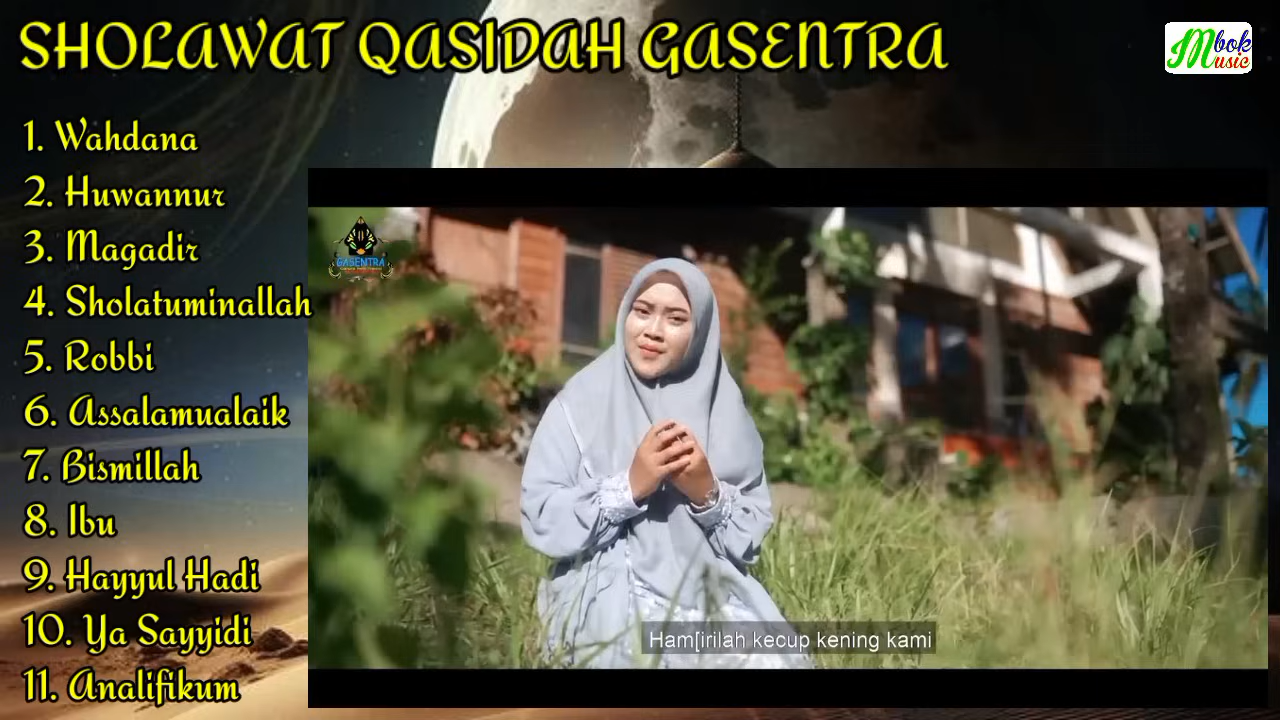 SHOLAWAT QASIDAH GASENTRA
Mbok
Music
1. Wahdana
2. Huwannur
3. Magadir
4. Sholatuminallah
5. Robbi
6. Assalamualaik
7. Bismillah
8. Ibu
9. Hayyul Hadi
10. Ya Sayyidi
11. Analifikum
GASENTRA
Ham[irilah kecup kening kami